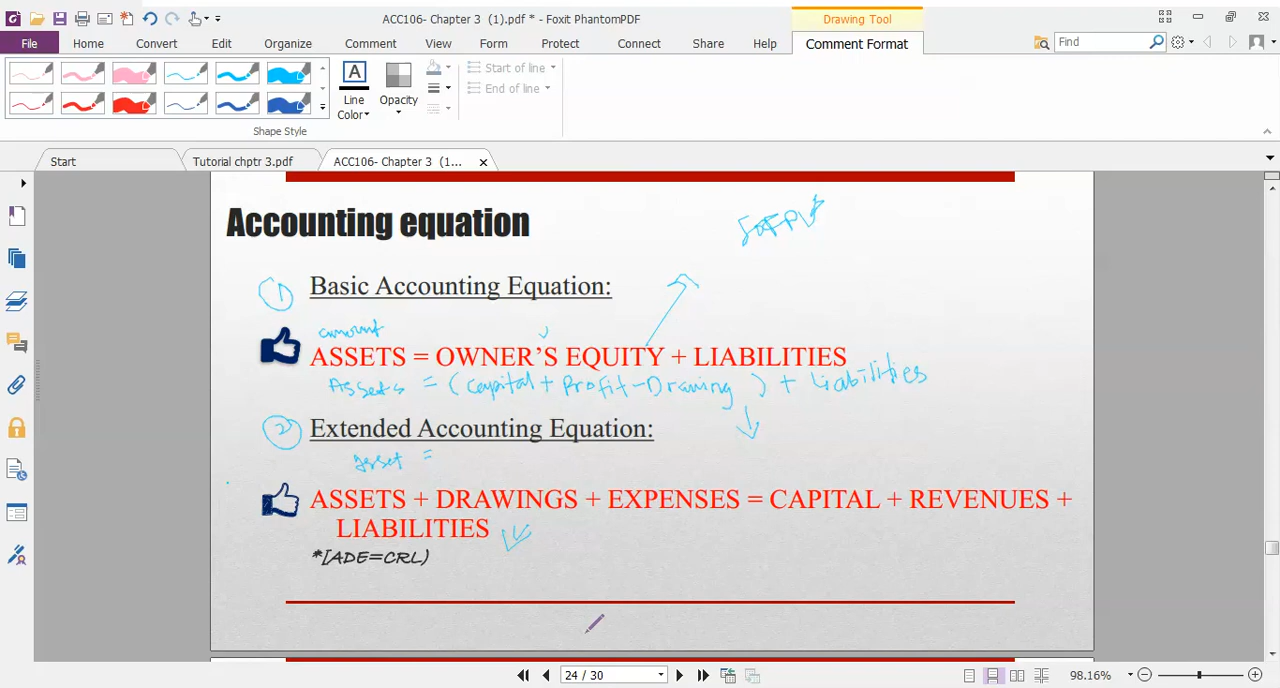 ACC106- Chapter 3 (1).pdf * - Foxit PhantomPDF
Drawing Tool
File Home Convert Edit Organize Comment View Form Protect Connect Share Help Comment Format
Find
A
Line Color
Opacity
Start of line
End of line
Shape Style
Start
Tutorial chptr 3.pdf
ACC106- Chapter 3 (1...
Accounting equation
1
Basic Accounting Equation:
amount
ASSETS = OWNER'S EQUITY + LIABILITIES
Assets = (capital + Profit - Drawing) + Liabilities
2
Extended Accounting Equation:
asset =
ASSETS + DRAWINGS + EXPENSES = CAPITAL + REVENUES +
LIABILITIES
*[ADE=CRL)
24 / 30
98.16%